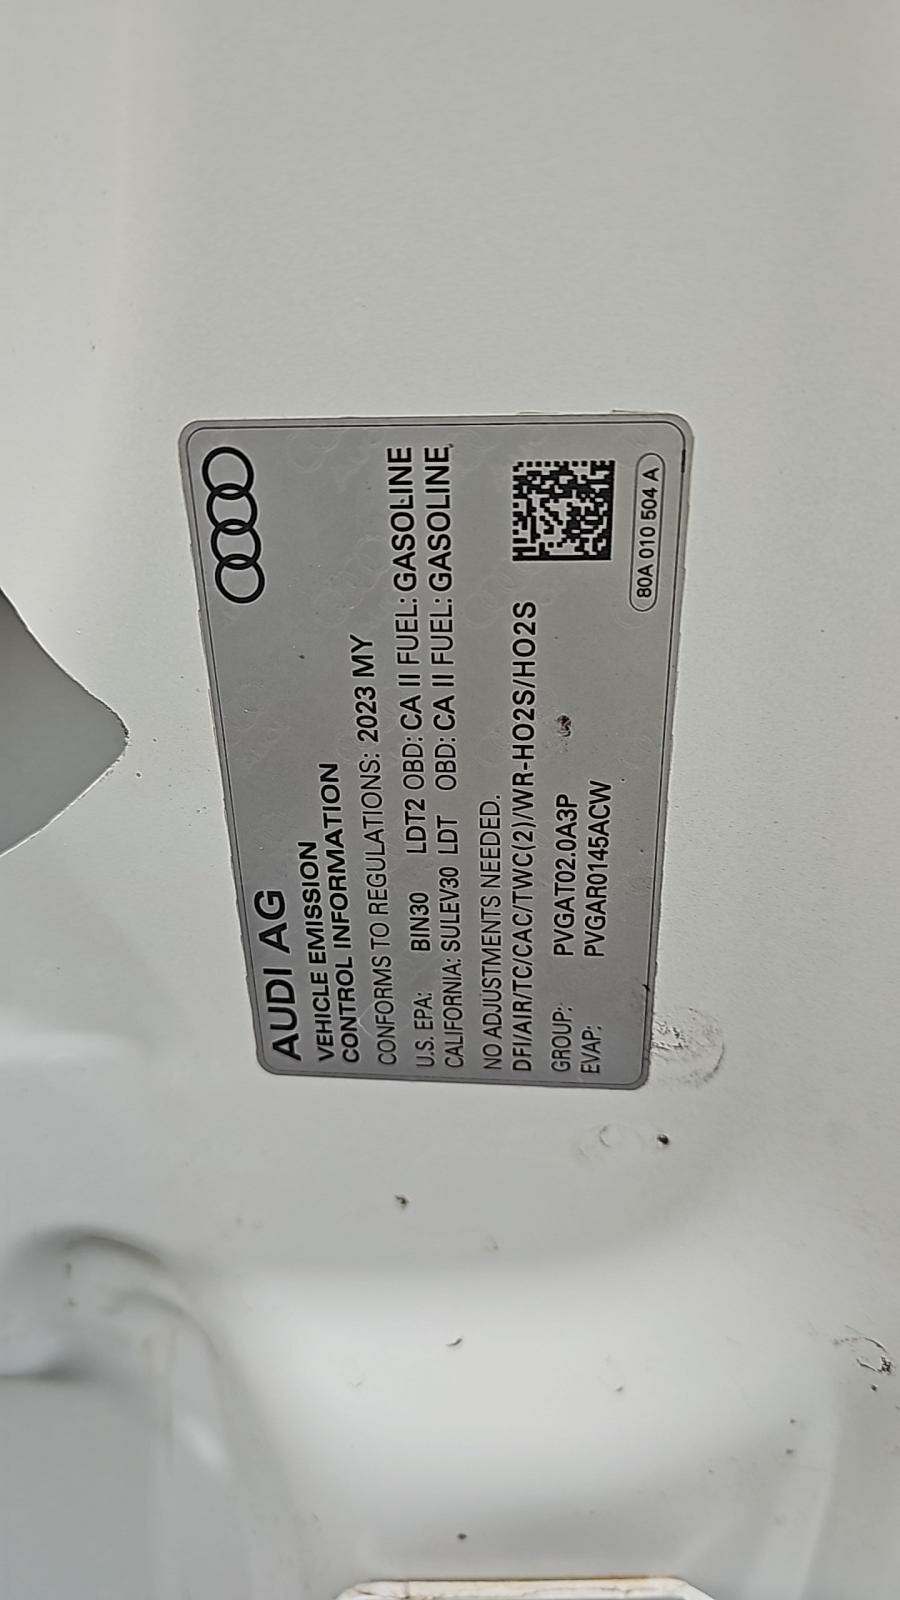 AUDI AG
VEHICLE EMISSION
CONTROL INFORMATION
CONFORMS TO REGULATIONS: 2023 MY
U.S. EPA: BIN30 LDT2 OBD: CA II FUEL: GASOLINE
CALIFORNIA: SULEV30 LDT OBD: CA II FUEL: GASOLINE
NO ADJUSTMENTS NEEDED.
DFI/AIR/TC/CAC/TWC(2)/WR-HO2S/HO2S
GROUP: PVGAT02.0A3P
EVAP: PVGAR0145ACW
80A 010 504 A